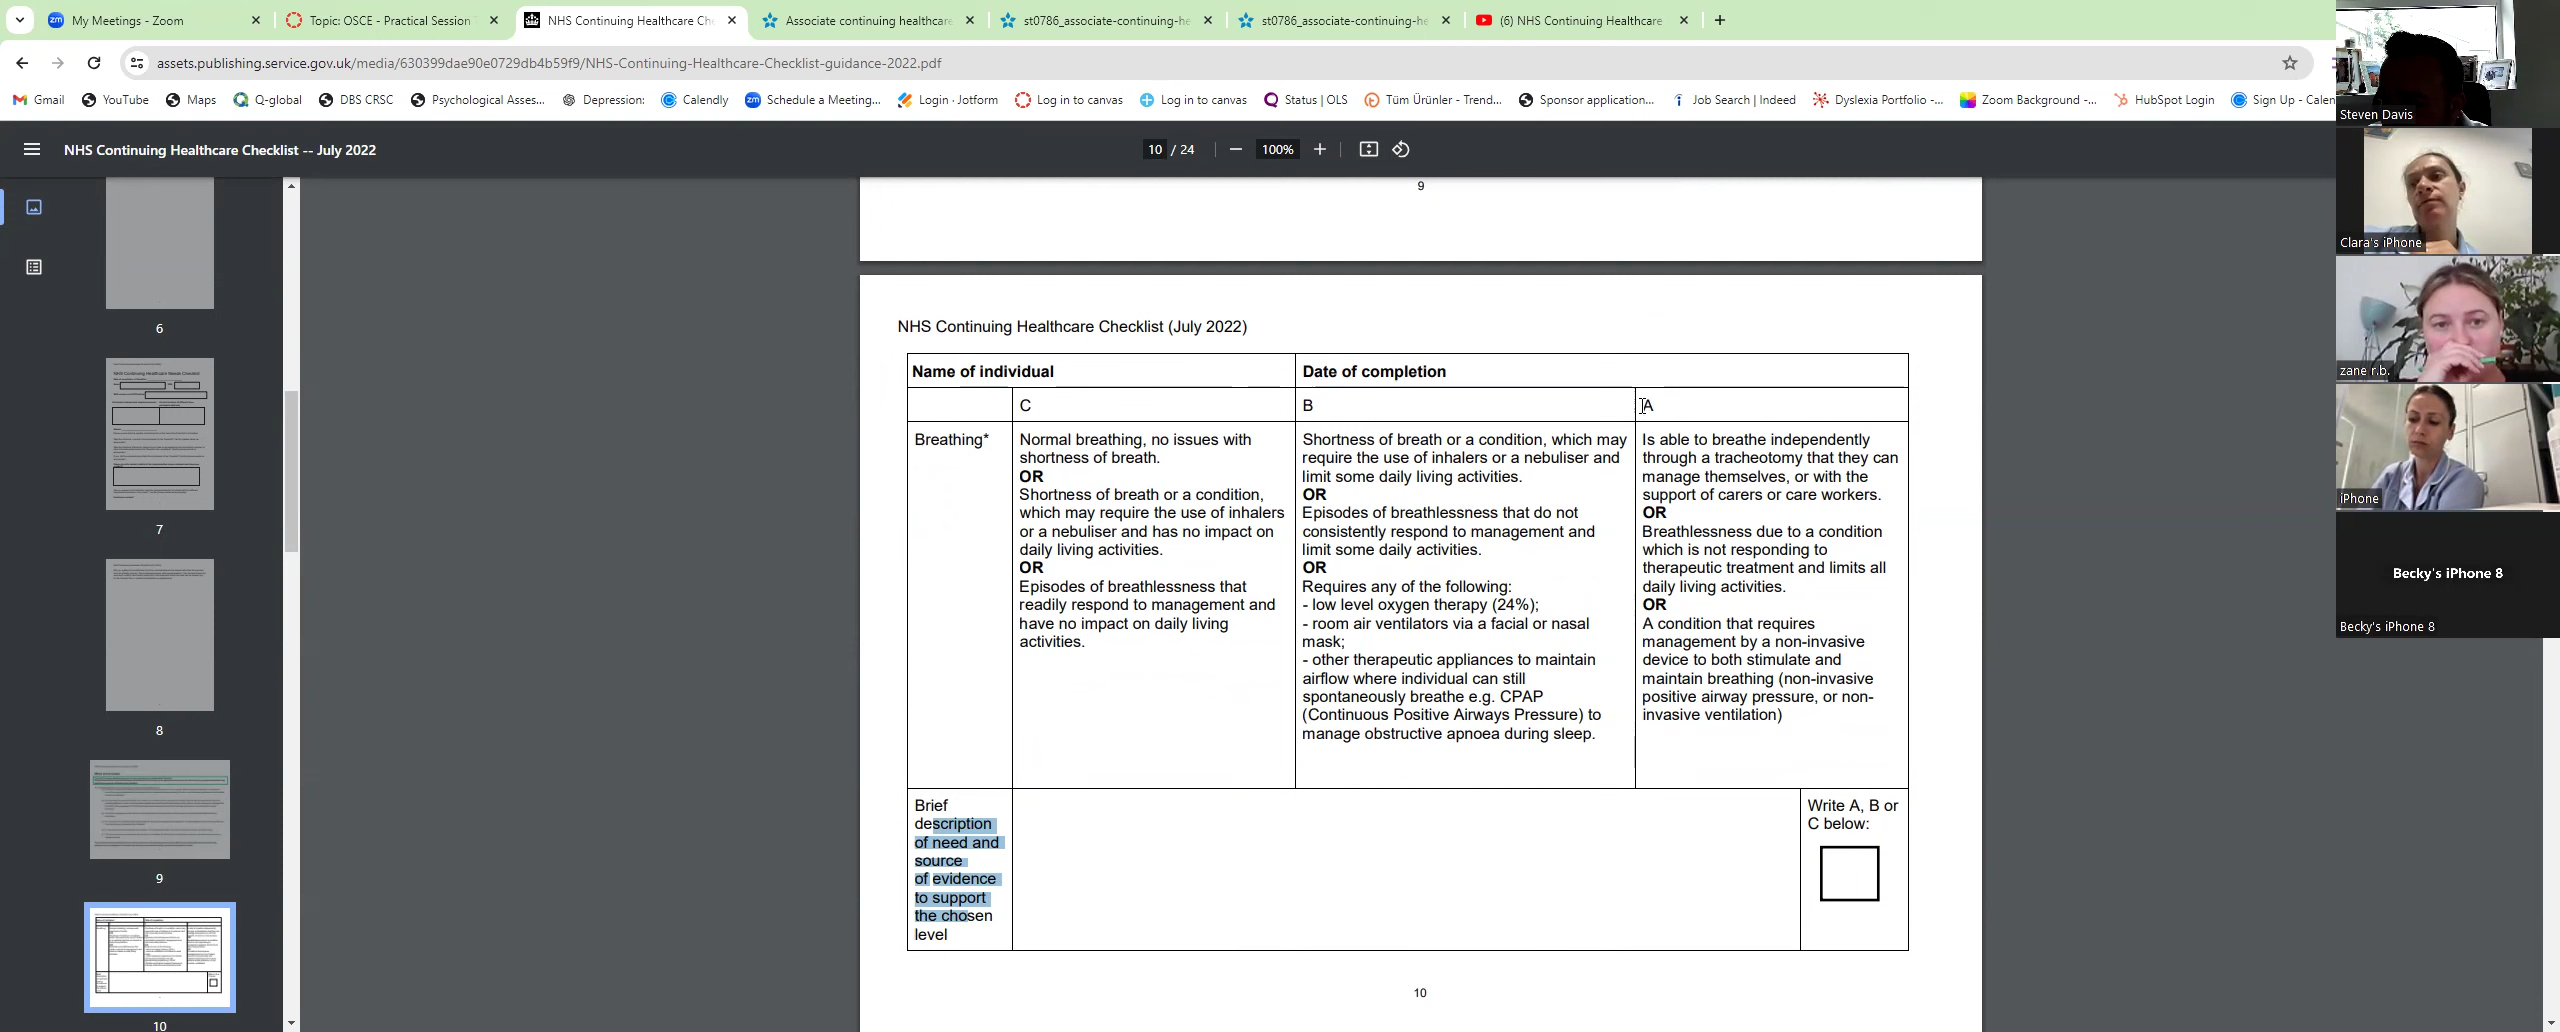 My Meetings - Zoom
Topic: OSCE - Practical Session
NHS Continuing Healthcare Ch
Associate continuing healthcare
st0786_associate-continuing-he
st0786_associate-continuing-he
(6) NHS Continuing Healthcare
assets.publishing.service.gov.uk/media/630399dae90e0729db4b59f9/NHS-Continuing-Healthcare-Checklist-guidance-2022.pdf
Gmail
YouTube
Maps
Q-global
DBS CRSC
Psychological Asses...
Depression:
Calendly
Schedule a Meeting...
Login · Jotform
Log in to canvas
Log in to canvas
Status | OLS
Tüm Ürünler - Trend...
Sponsor application...
Job Search | Indeed
Dyslexia Portfolio -...
Zoom Background -...
HubSpot Login
Sign Up - Calen
NHS Continuing Healthcare Checklist -- July 2022
10 / 24
100%
6
7
8
9
10
9
NHS Continuing Healthcare Checklist (July 2022)
Name of individual
Date of completion
C
B
A
Breathing*
Normal breathing, no issues with
shortness of breath.
OR
Shortness of breath or a condition,
which may require the use of inhalers
or a nebuliser and has no impact on
daily living activities.
OR
Episodes of breathlessness that
readily respond to management and
have no impact on daily living
activities.
Shortness of breath or a condition, which may
require the use of inhalers or a nebuliser and
limit some daily living activities.
OR
Episodes of breathlessness that do not
consistently respond to management and
limit some daily activities.
OR
Requires any of the following:
- low level oxygen therapy (24%);
- room air ventilators via a facial or nasal
mask;
- other therapeutic appliances to maintain
airflow where individual can still
spontaneously breathe e.g. CPAP
(Continuous Positive Airways Pressure) to
manage obstructive apnoea during sleep.
Is able to breathe independently
through a tracheotomy that they can
manage themselves, or with the
support of carers or care workers.
OR
Breathlessness due to a condition
which is not responding to
therapeutic treatment and limits all
daily living activities.
OR
A condition that requires
management by a non-invasive
device to both stimulate and
maintain breathing (non-invasive
positive airway pressure, or non-
invasive ventilation)
Brief
description
of need and
source
of evidence
to support
the chosen
level
Write A, B or
C below:
10
Steven Davis
Clara's iPhone
zane r.b.
iPhone
Becky's iPhone 8
Becky's iPhone 8